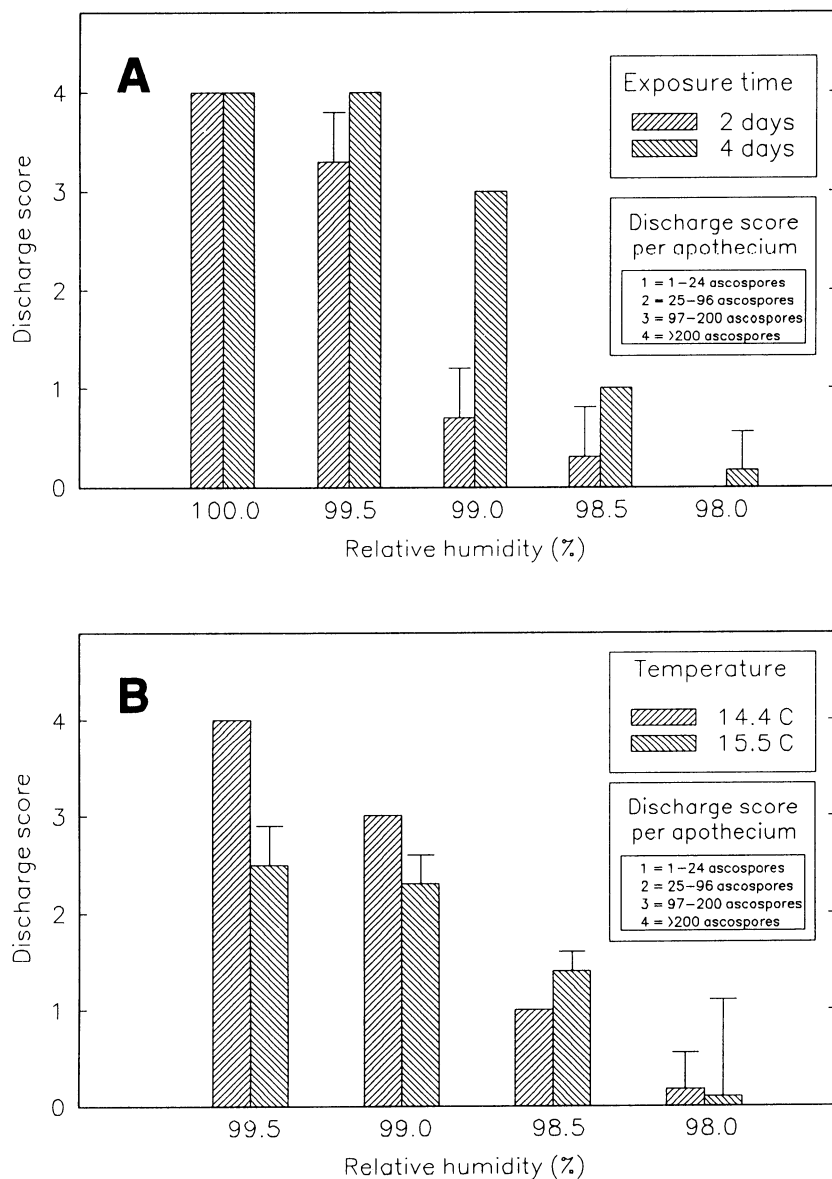 A
Exposure time
2 days
4 days
Discharge score
per apothecium
1 = 1-24 ascospores
2 = 25-96 ascospores
3 = 97-200 ascospores
4 = >200 ascospores
Discharge score
4
3
2
1
0
100.0 99.5 99.0 98.5 98.0
Relative humidity (%)
B
Temperature
14.4 C
15.5 C
Discharge score
per apothecium
1 = 1-24 ascospores
2 = 25-96 ascospores
3 = 97-200 ascospores
4 = >200 ascospores
Discharge score
4
3
2
1
0
99.5 99.0 98.5 98.0
Relative humidity (%)